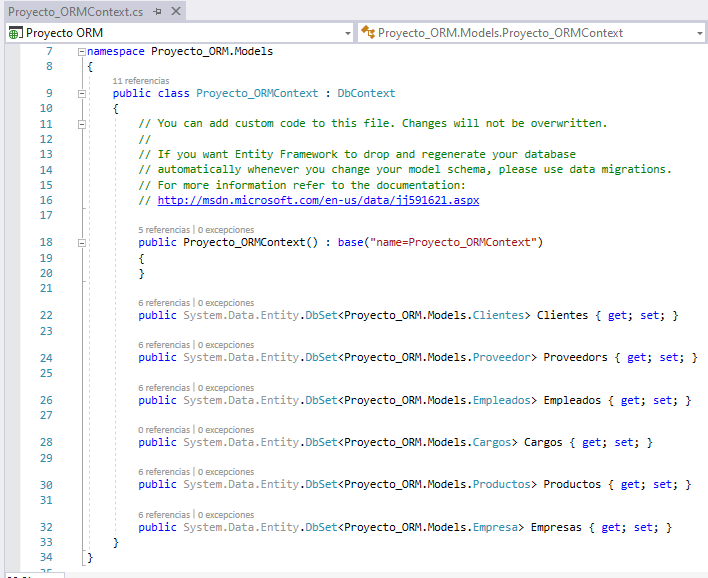 Proyecto_ORMContext.cs
Proyecto ORM
Proyecto_ORM.Models.Proyecto_ORMContext
7 namespace Proyecto_ORM.Models
8 {
11 referencias
9 public class Proyecto_ORMContext : DbContext
10 {
11 // You can add custom code to this file. Changes will not be overwritten.
12 //
13 // If you want Entity Framework to drop and regenerate your database
14 // automatically whenever you change your model schema, please use data migrations.
15 // For more information refer to the documentation:
16 // http://msdn.microsoft.com/en-us/data/jj591621.aspx
17
5 referencias | 0 excepciones
18 public Proyecto_ORMContext() : base("name=Proyecto_ORMContext")
19 {
20 }
21
6 referencias | 0 excepciones
22 public System.Data.Entity.DbSet<Proyecto_ORM.Models.Clientes> Clientes { get; set; }
23
6 referencias | 0 excepciones
24 public System.Data.Entity.DbSet<Proyecto_ORM.Models.Proveedor> Proveedors { get; set; }
25
6 referencias | 0 excepciones
26 public System.Data.Entity.DbSet<Proyecto_ORM.Models.Empleados> Empleados { get; set; }
27
0 referencias | 0 excepciones
28 public System.Data.Entity.DbSet<Proyecto_ORM.Models.Cargos> Cargos { get; set; }
29
6 referencias | 0 excepciones
30 public System.Data.Entity.DbSet<Proyecto_ORM.Models.Productos> Productos { get; set; }
31
6 referencias | 0 excepciones
32 public System.Data.Entity.DbSet<Proyecto_ORM.Models.Empresa> Empresas { get; set; }
33 }
34 }